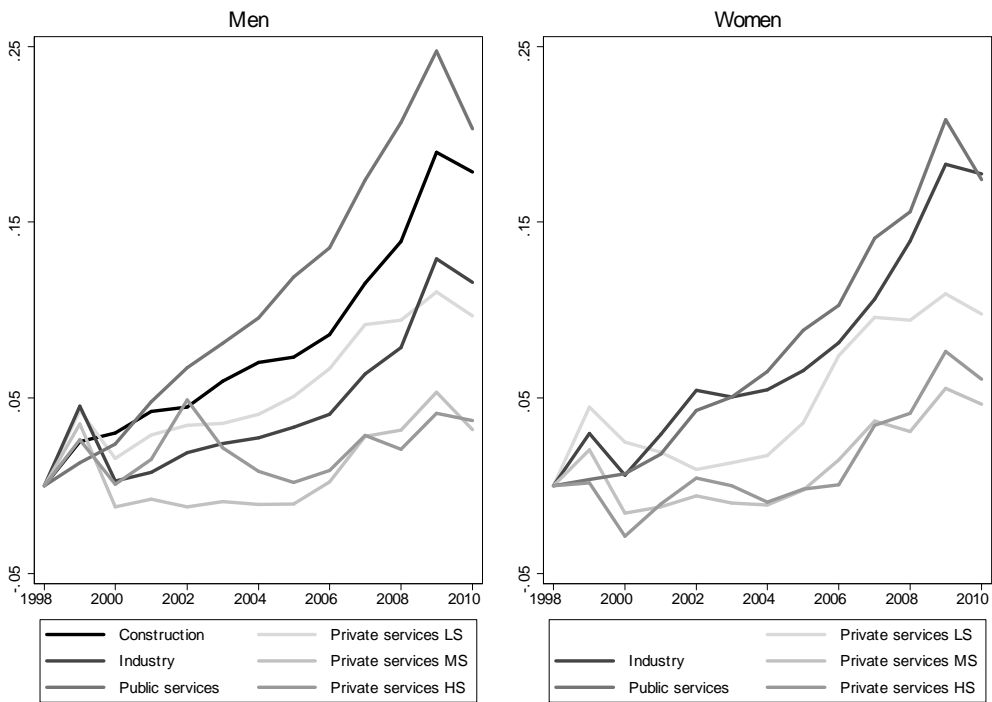 Men
.25
.15
.05
-.05
1998 2000 2002 2004 2006 2008 2010
Construction Private services LS
Industry Private services MS
Public services Private services HS
Women
.25
.15
.05
-.05
1998 2000 2002 2004 2006 2008 2010
Private services LS
Industry Private services MS
Public services Private services HS